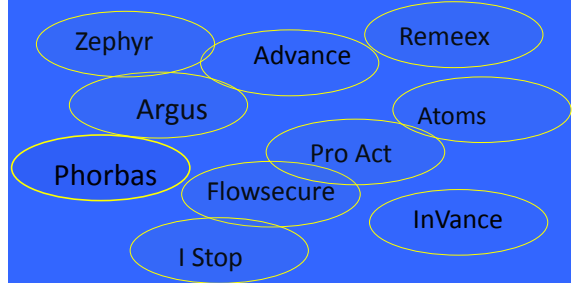 Zephyr
Advance
Remeex
Argus
Atoms
Pro Act
Phorbas
Flowsecure
InVance
I Stop